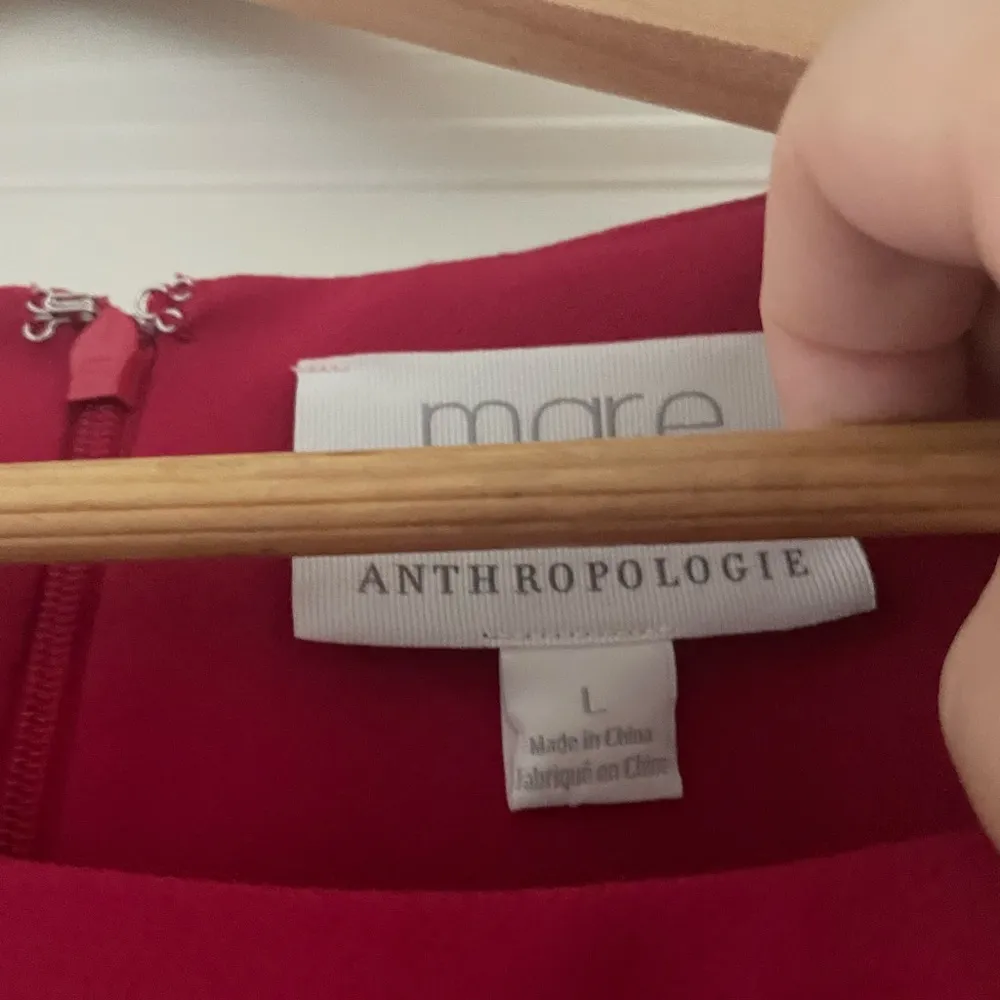 mare
ANTHROPOLOGIE
L
Made in China
Fabriqué en Chine